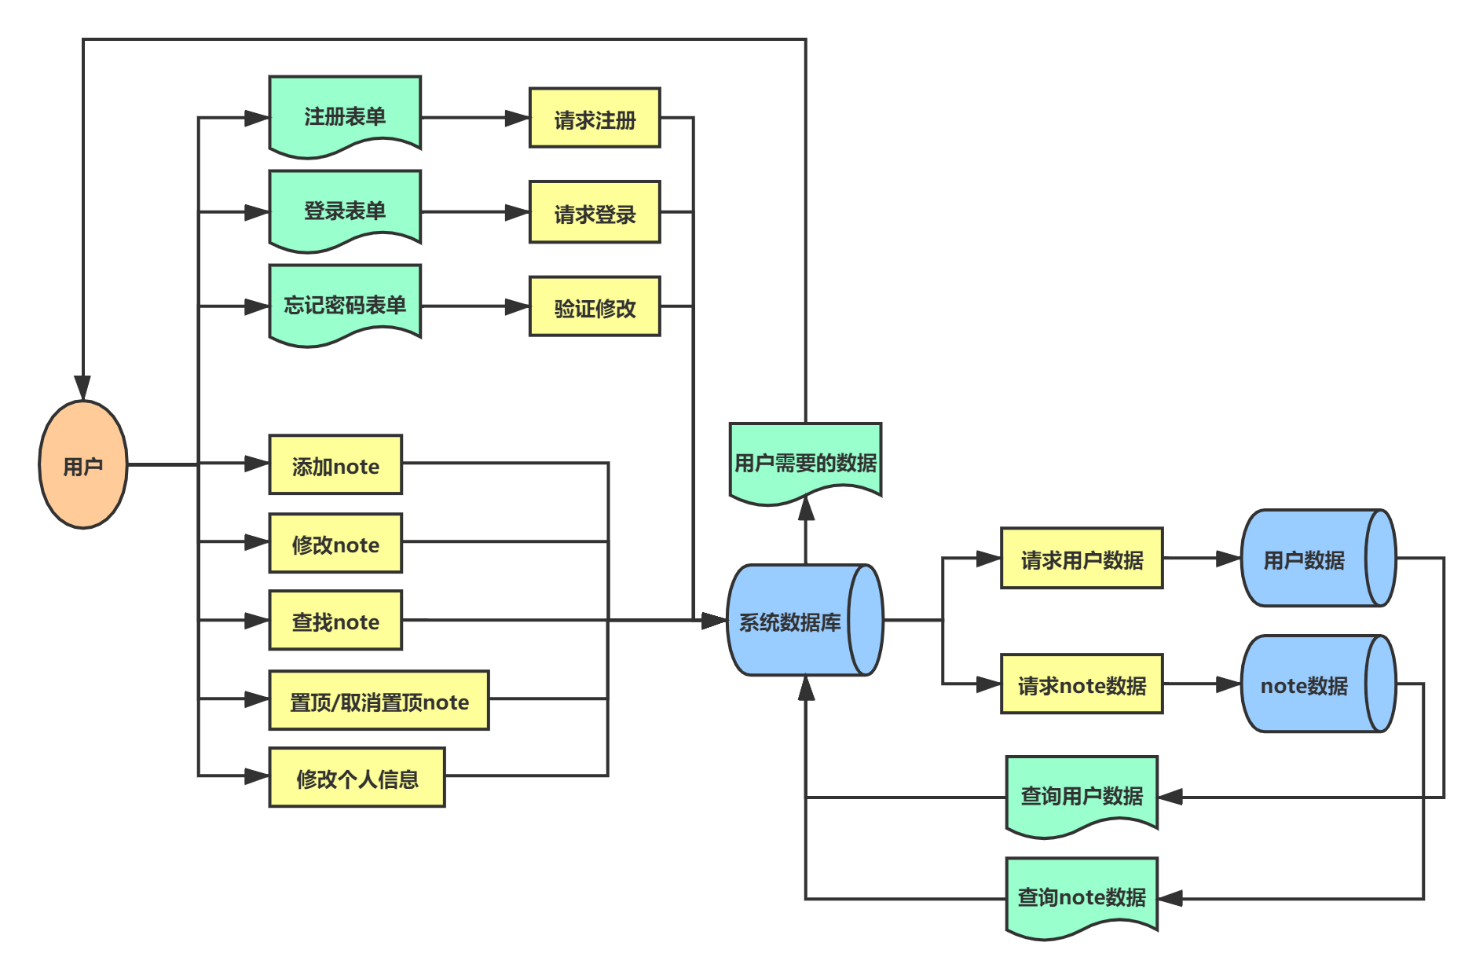 注册表单
请求注册
登录表单
请求登录
忘记密码表单
验证修改
用户
添加note
修改note
查找note
置顶/取消置顶note
修改个人信息
用户需要的数据
系统数据库
请求用户数据
用户数据
请求note数据
note数据
查询用户数据
查询note数据